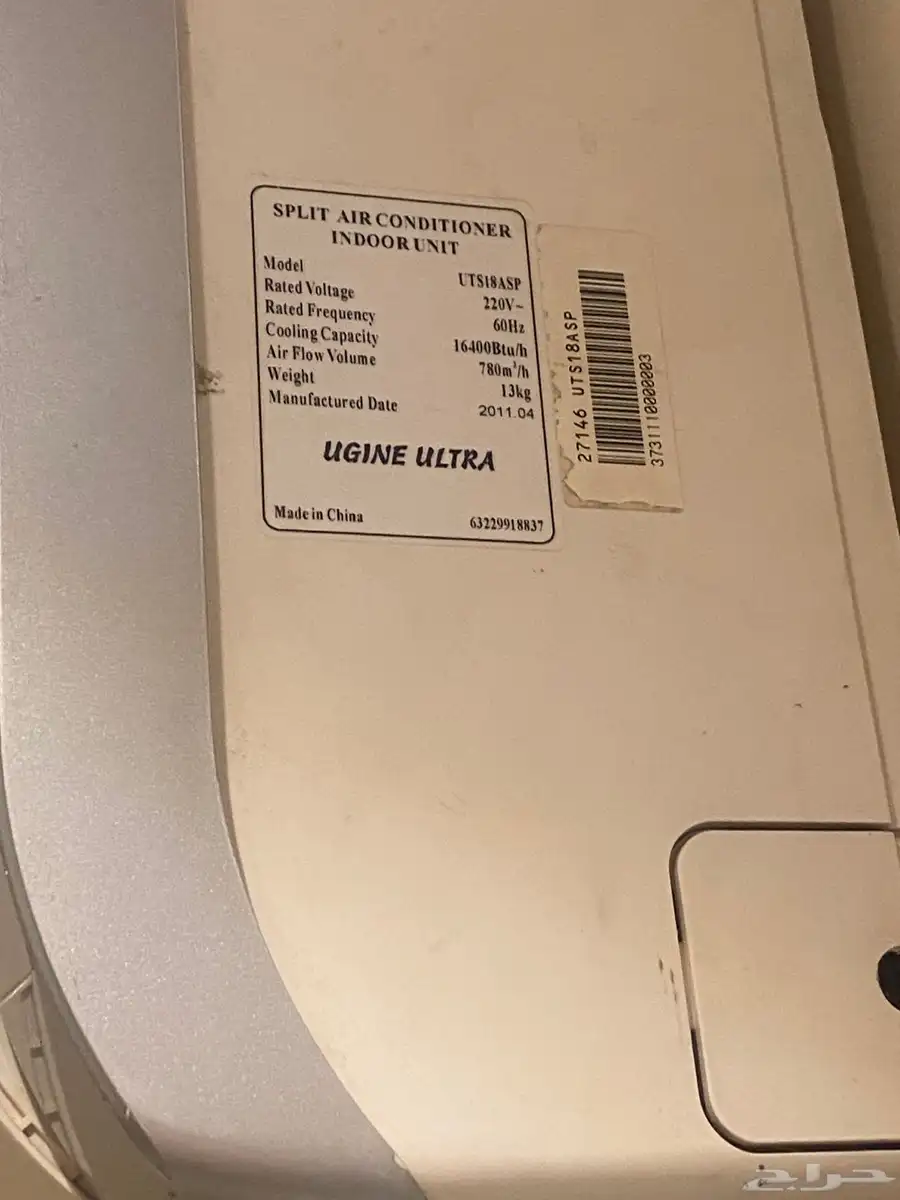 SPLIT AIR CONDITIONER
INDOOR UNIT
Model UTS18ASP
Rated Voltage 220V~
Rated Frequency 60Hz
Cooling Capacity 16400Btu/h
Air Flow Volume 780m³/h
Weight 13kg
Manufactured Date 2011.04
UGINE ULTRA
Made in China 63229918837
27146 UTS18ASP
3731110000003
حراج